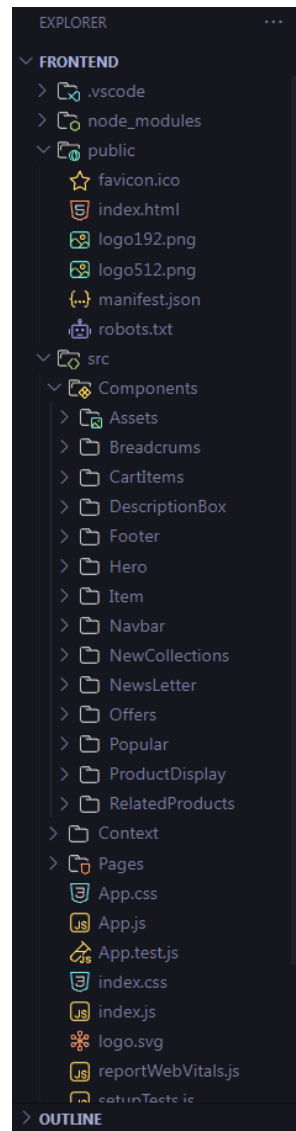 EXPLORER ...
FRONTEND
.vscode
node_modules
public
favicon.ico
index.html
logo192.png
logo512.png
manifest.json
robots.txt
src
Components
Assets
Breadcrums
CartItems
DescriptionBox
Footer
Hero
Item
Navbar
NewCollections
NewsLetter
Offers
Popular
ProductDisplay
RelatedProducts
Context
Pages
App.css
App.js
App.test.js
index.css
index.js
logo.svg
reportWebVitals.js
setupTests.js
OUTLINE